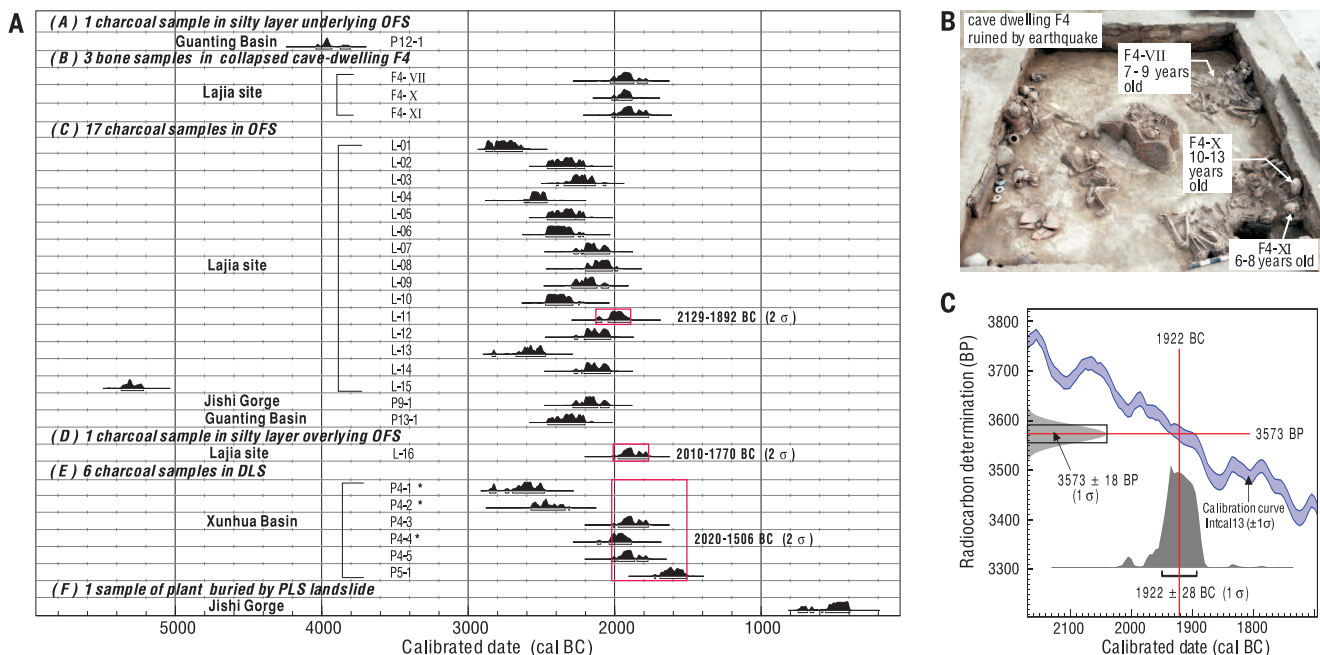 A
(A) 1 charcoal sample in silty layer underlying OFS
Guanting Basin P12-1
(B) 3 bone samples in collapsed cave-dwelling F4
F4-VII
Lajia site F4-X
F4-XI
(C) 17 charcoal samples in OFS
L-01
L-02
L-03
L-04
L-05
L-06
L-07
Lajia site L-08
L-09
L-10
L-11 2129-1892 BC (2 σ)
L-12
L-13
L-14
L-15
Jishi Gorge P9-1
Guanting Basin P13-1
(D) 1 charcoal sample in silty layer overlying OFS
Lajia site L-16 2010-1770 BC (2 σ)
(E) 6 charcoal samples in DLS
P4-1 *
P4-2 *
Xunhua Basin P4-3
P4-4 * 2020-1506 BC (2 σ)
P4-5
P5-1
(F) 1 sample of plant buried by PLS landslide
Jishi Gorge
5000 4000 3000 2000 1000
Calibrated date (cal BC)
B
cave dwelling F4
ruined by earthquake
F4-VII
7-9 years
old
F4-X
10-13
years
old
F4-XI
6-8 years old
C
Radiocarbon determination (BP)
3800
3700
3600
3500
3400
3300
1922 BC
3573 BP
3573 ± 18 BP
(1 σ)
Calibration curve
Intcal13 (±1σ)
1922 ± 28 BC (1 σ)
2100 2000 1900 1800
Calibrated date (cal BC)